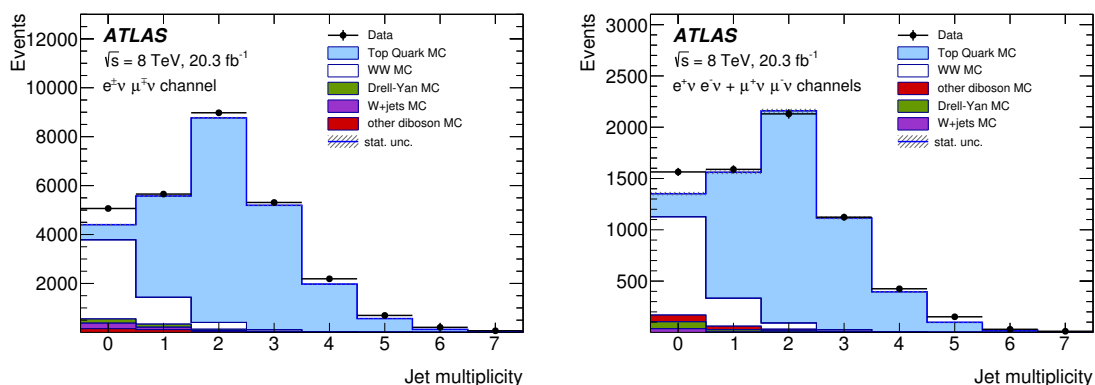 Events
12000
10000
8000
6000
4000
2000
ATLAS
√s = 8 TeV, 20.3 fb⁻¹
e±ν μ∓ν channel
Data
Top Quark MC
WW MC
Drell-Yan MC
W+jets MC
other diboson MC
stat. unc.
0 1 2 3 4 5 6 7
Jet multiplicity
Events
3000
2500
2000
1500
1000
500
ATLAS
√s = 8 TeV, 20.3 fb⁻¹
e⁺ν e⁻ν + μ⁺ν μ⁻ν channels
Data
Top Quark MC
WW MC
other diboson MC
Drell-Yan MC
W+jets MC
stat. unc.
0 1 2 3 4 5 6 7
Jet multiplicity